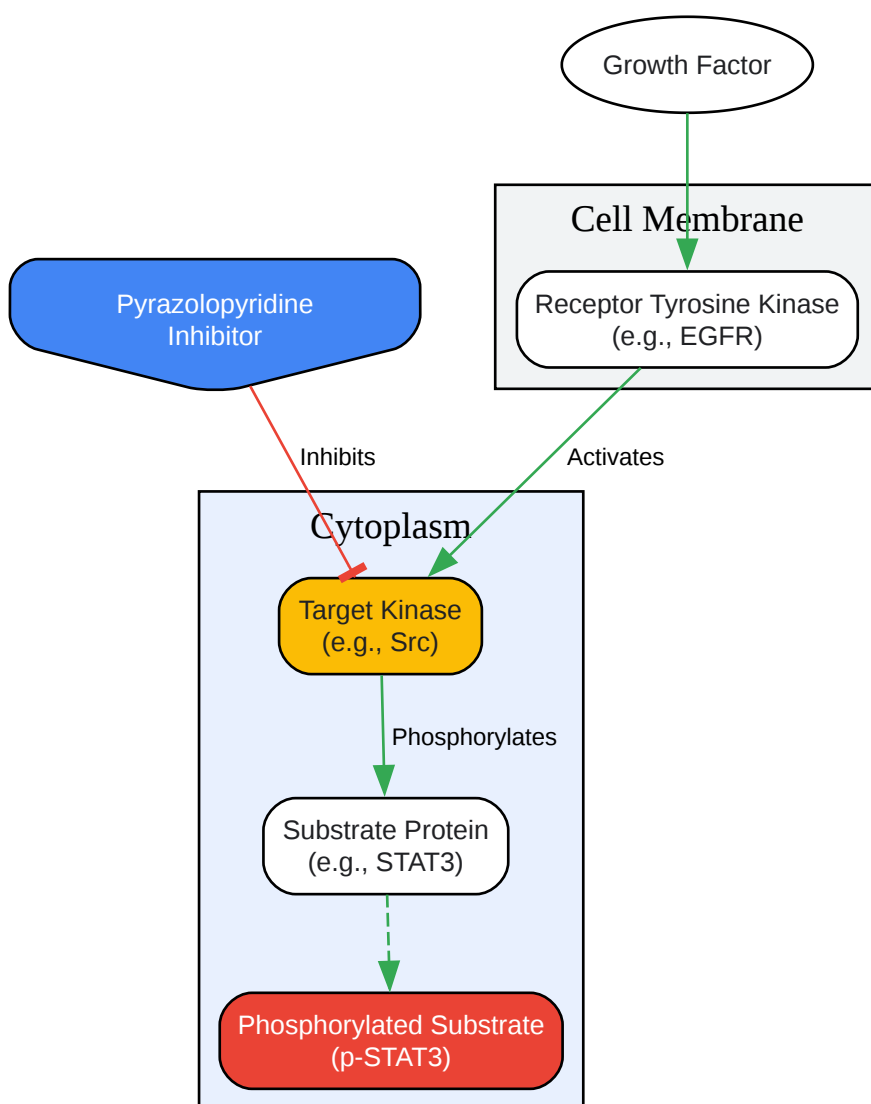 Growth Factor
Cell Membrane
Receptor Tyrosine Kinase
(e.g., EGFR)
Pyrazolopyridine
Inhibitor
Inhibits
Activates
Cytoplasm
Target Kinase
(e.g., Src)
Phosphorylates
Substrate Protein
(e.g., STAT3)
Phosphorylated Substrate
(p-STAT3)